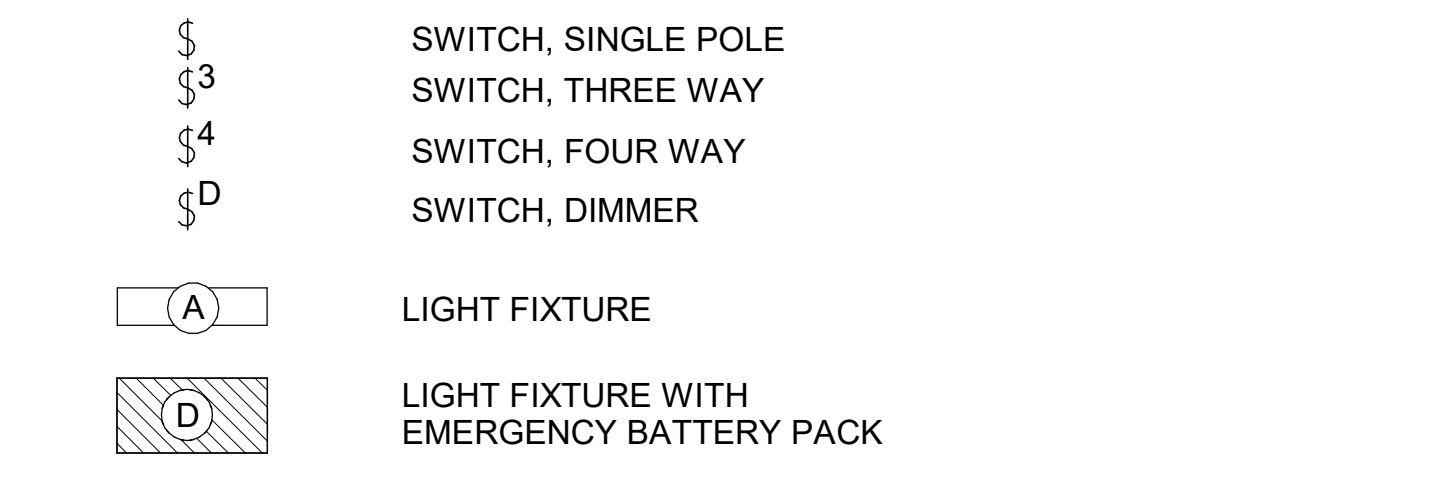 $ SWITCH, SINGLE POLE
$3 SWITCH, THREE WAY
$4 SWITCH, FOUR WAY
$D SWITCH, DIMMER
A LIGHT FIXTURE
D LIGHT FIXTURE WITH
EMERGENCY BATTERY PACK